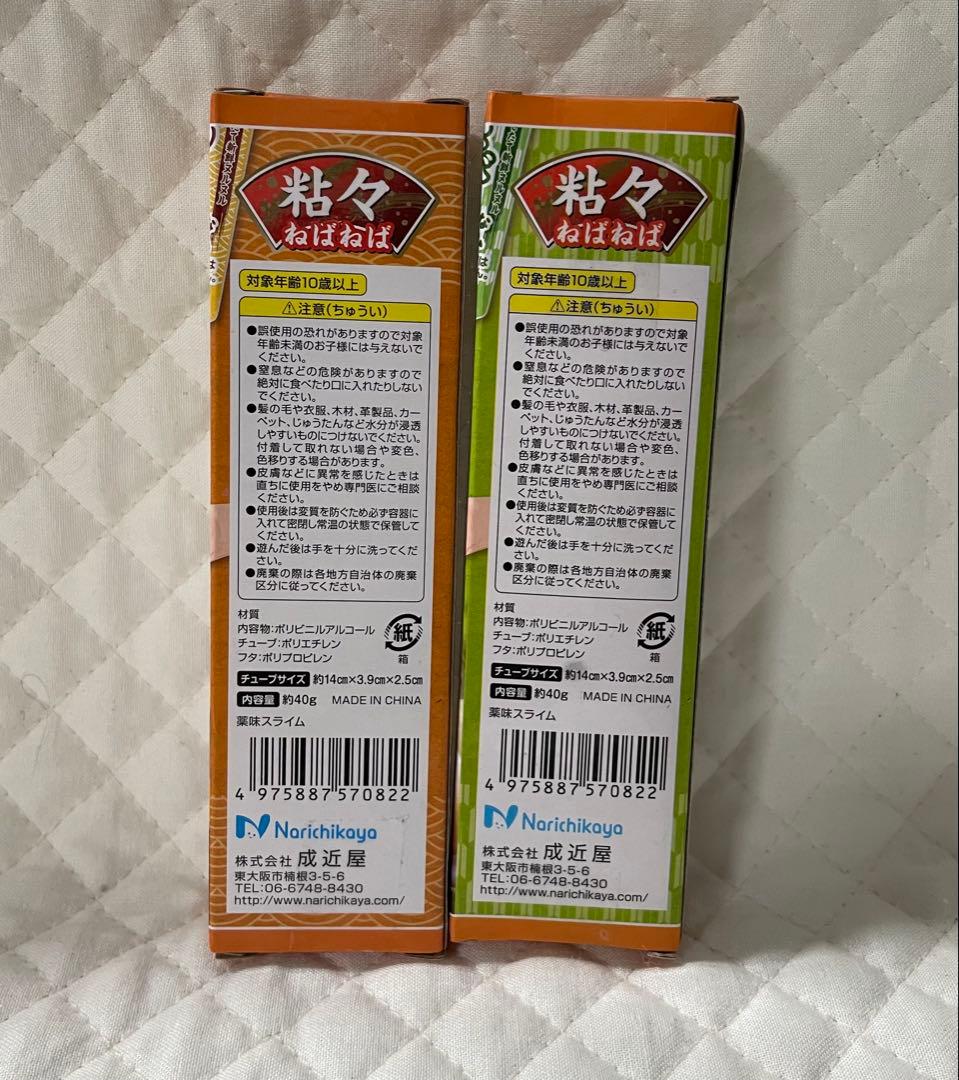 粘々
ねばねば
対象年齢10歳以上
⚠注意(ちゅうい)
●誤使用の恐れがありますので対象
年齢未満のお子様には与えないで
ください。
●窒息などの危険がありますので
絶対に食べたり口に入れたりしない
でください。
●髪の毛や衣服、木材、革製品、カー
ペット、じゅうたんなど水分が浸透
しやすいものにつけないでください。
付着して取れない場合や変色、
色移りする場合があります。
●皮膚などに異常を感じたときは
直ちに使用をやめ専門医にご相談
ください。
●使用後は変質を防ぐため必ず容器に
入れて密閉し常温の状態で保管して
ください。
●遊んだ後は手を十分に洗ってくだ
さい。
●廃棄の際は各地方自治体の廃棄
区分に従ってください。
材質
内容物:ポリビニルアルコール
チューブ:ポリエチレン
フタ:ポリプロピレン
紙
箱
チューブサイズ 約14cm×3.9cm×2.5cm
内容量 約40g MADE IN CHINA
薬味スライム
4 975887 570822
Narichikaya
株式会社 成近屋
東大阪市楠根3-5-6
TEL:06-6748-8430
http://www.narichikaya.com/
粘々
ねばねば
対象年齢10歳以上
⚠注意(ちゅうい)
●誤使用の恐れがありますので対象
年齢未満のお子様には与えないで
ください。
●窒息などの危険がありますので
絶対に食べたり口に入れたりしない
でください。
●髪の毛や衣服、木材、革製品、カー
ペット、じゅうたんなど水分が浸透
しやすいものにつけないでください。
付着して取れない場合や変色、
色移りする場合があります。
●皮膚などに異常を感じたときは
直ちに使用をやめ専門医にご相談
ください。
●使用後は変質を防ぐため必ず容器に
入れて密閉し常温の状態で保管して
ください。
●遊んだ後は手を十分に洗ってくだ
さい。
●廃棄の際は各地方自治体の廃棄
区分に従ってください。
材質
内容物:ポリビニルアルコール
チューブ:ポリエチレン
フタ:ポリプロピレン
紙
箱
チューブサイズ 約14cm×3.9cm×2.5cm
内容量 約40g MADE IN CHINA
薬味スライム
4 975887 570822
Narichikaya
株式会社 成近屋
東大阪市楠根3-5-6
TEL:06-6748-8430
http://www.narichikaya.com/